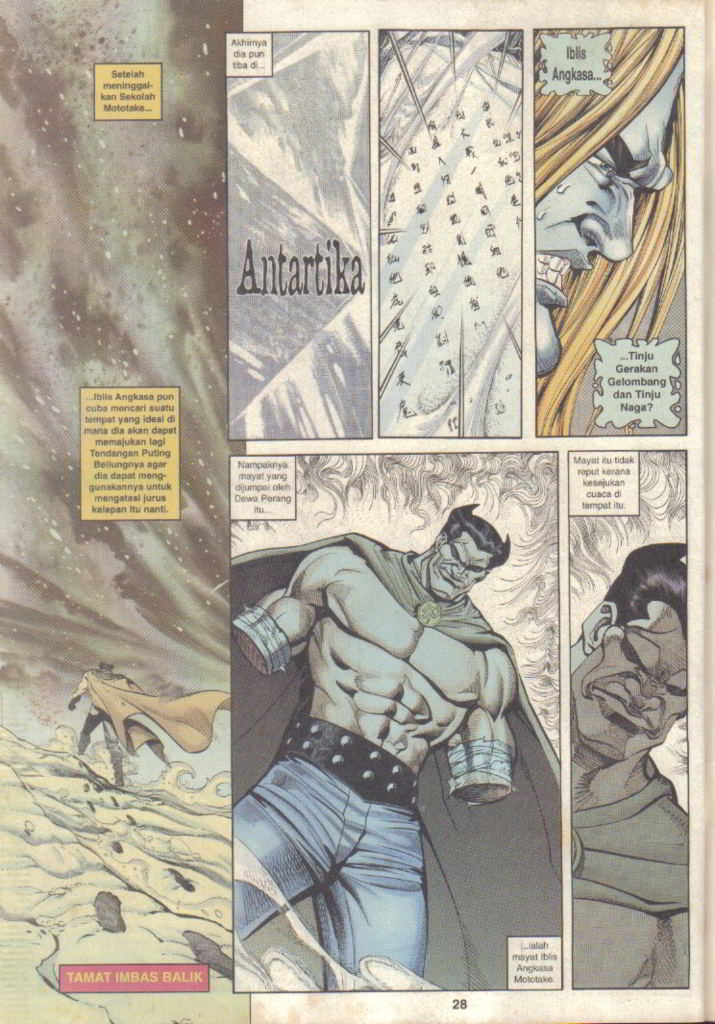 Setelah
meninggal-
kan Sekolah
Mototake...
...Iblis Angkasa pun
cuba mencari suatu
tempat yang ideal di
mana dia akan dapat
memajukan lagi
Tendangan Puting
Beliungnya agar
dia dapat meng-
gunakannya untuk
mengatasi jurus
kelapan itu nanti.
TAMAT IMBAS BALIK
Akhirnya
dia pun
tiba di...
Antartika
Iblis
Angkasa...
...Tinju
Gerakan
Gelombang
dan Tinju
Naga?
Nampaknya
mayat yang
dijumpai oleh
Dewa Perang
itu...
...ialah
mayat Iblis
Angkasa
Mototake.
Mayat itu tidak
reput kerana
kesejukan
cuaca di
tempat itu.
28